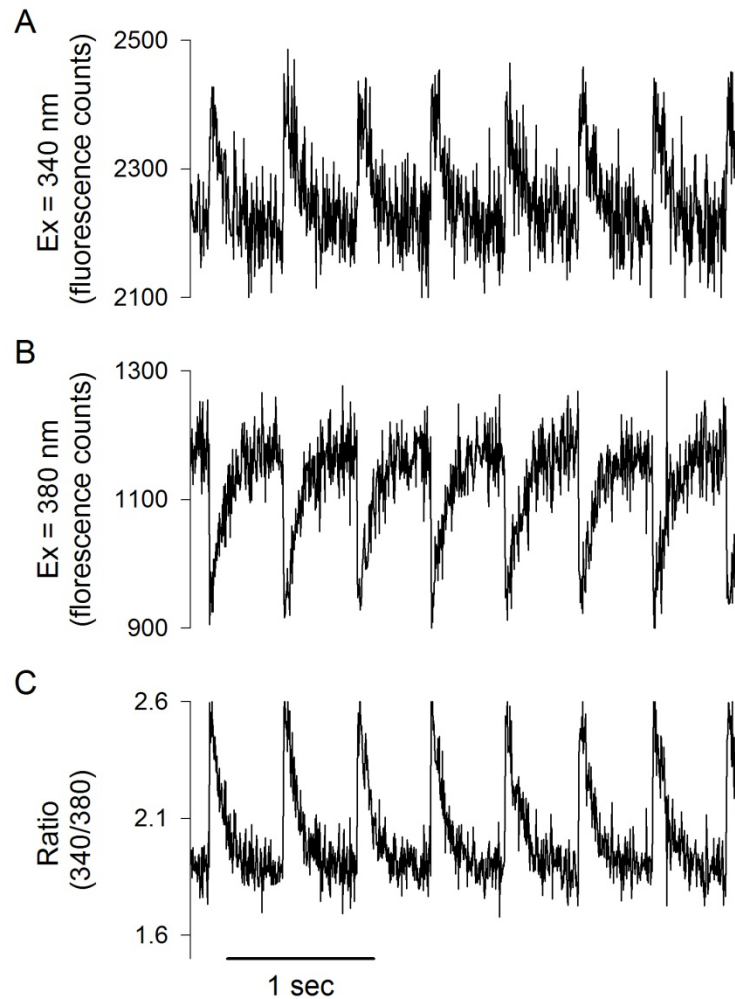 A
2500
2300
2100
Ex = 340 nm
(fluorescence counts)
B
1300
1100
900
Ex = 380 nm
(florescence counts)
C
2.6
2.1
1.6
Ratio
(340/380)
1 sec